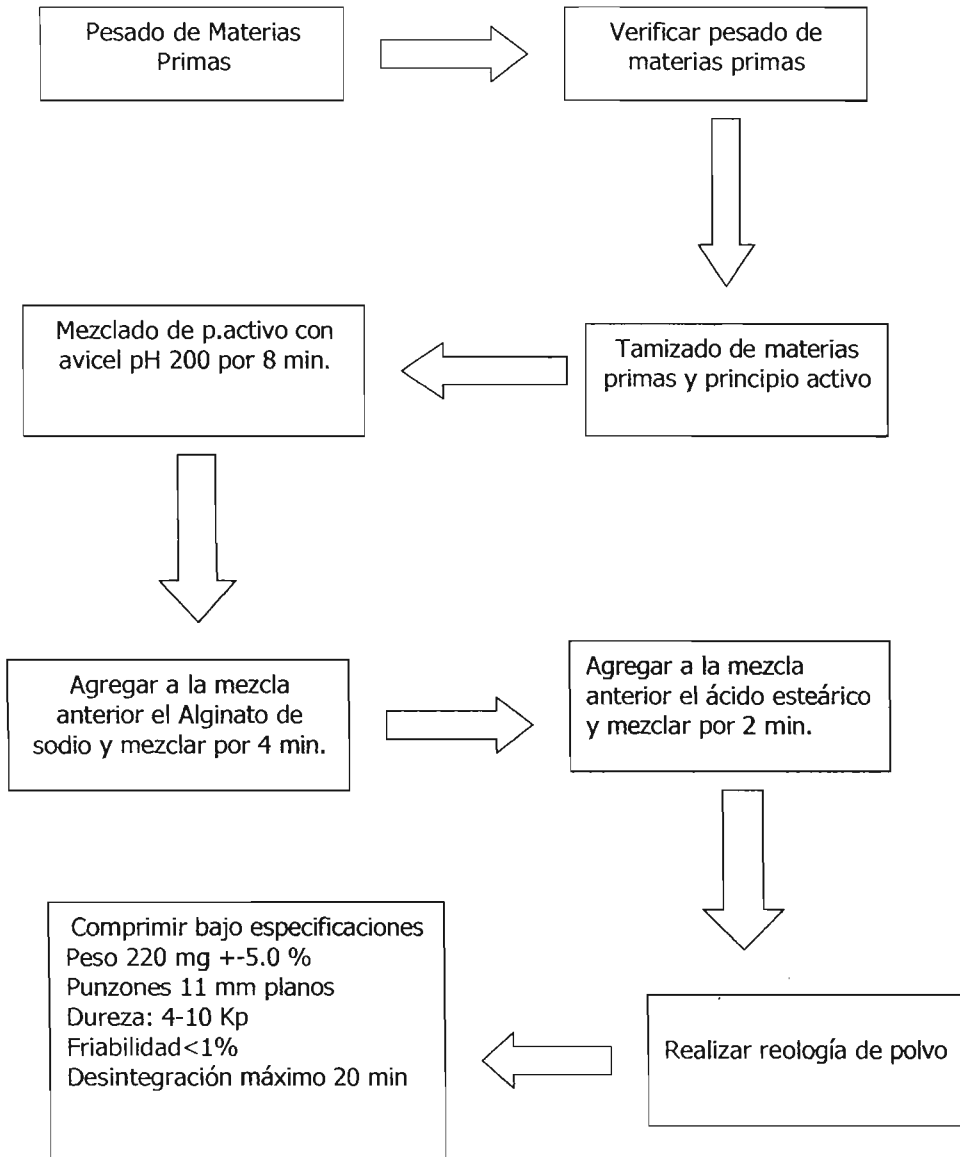 Pesado de Materias
Primas
Verificar pesado de
materias primas
Tamizado de materias
primas y principio activo
Mezclado de p.activo con
avicel pH 200 por 8 min.
Agregar a la mezcla
anterior el Alginato de
sodio y mezclar por 4 min.
Agregar a la mezcla
anterior el ácido esteárico
y mezclar por 2 min.
Realizar reología de polvo
Comprimir bajo especificaciones
Peso 220 mg +-5.0 %
Punzones 11 mm planos
Dureza: 4-10 Kp
Friabilidad<1%
Desintegración máximo 20 min